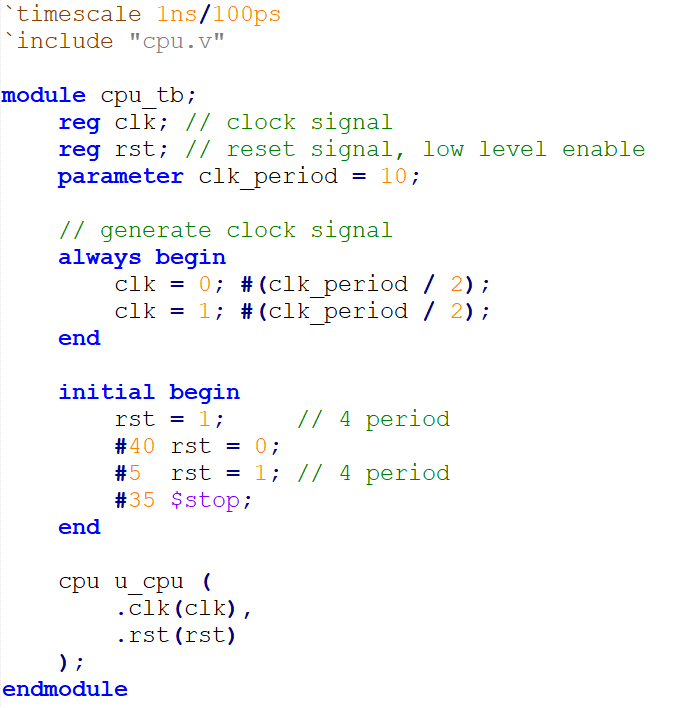 `timescale 1ns/100ps
`include "cpu.v"

module cpu_tb;
    reg clk; // clock signal
    reg rst; // reset signal, low level enable
    parameter clk_period = 10;

    // generate clock signal
    always begin
        clk = 0; #(clk_period / 2);
        clk = 1; #(clk_period / 2);
    end

    initial begin
        rst = 1;     // 4 period
        #40 rst = 0;
        #5  rst = 1; // 4 period
        #35 $stop;
    end

    cpu u_cpu (
        .clk(clk),
        .rst(rst)
    );
endmodule